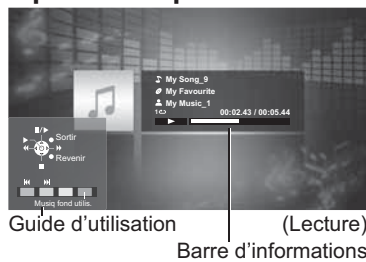 My Song_9
My Favourite
My Music_1
1 00:02.43 / 00:05.44
Sortir
Revenir
Musiq fond utilis.
Guide d’utilisation
(Lecture)
Barre d’informations